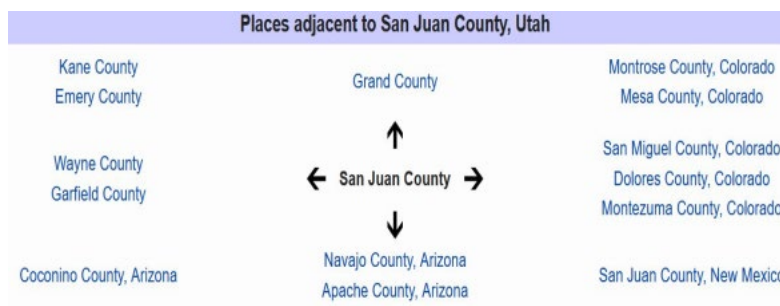 Places adjacent to San Juan County, Utah
Kane County
Emery County
Grand County
Montrose County, Colorado
Mesa County, Colorado
Wayne County
Garfield County
San Juan County
San Miguel County, Colorado
Dolores County, Colorado
Montezuma County, Colorado
Coconino County, Arizona
Navajo County, Arizona
Apache County, Arizona
San Juan County, New Mexico